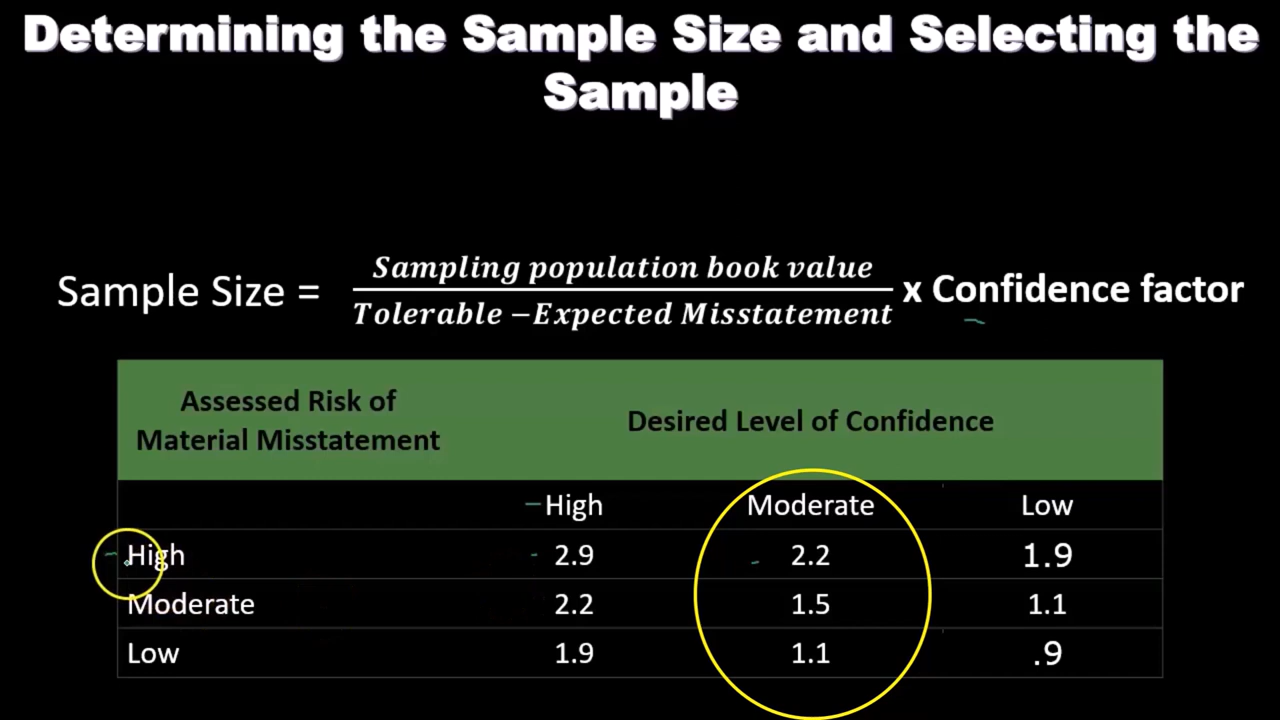 Determining the Sample Size and Selecting the
Sample
Sample Size = Sampling population book value / Tolerable −Expected Misstatement x Confidence factor
Assessed Risk of
Material Misstatement
Desired Level of Confidence
High Moderate Low
High 2.9 2.2 1.9
Moderate 2.2 1.5 1.1
Low 1.9 1.1 .9